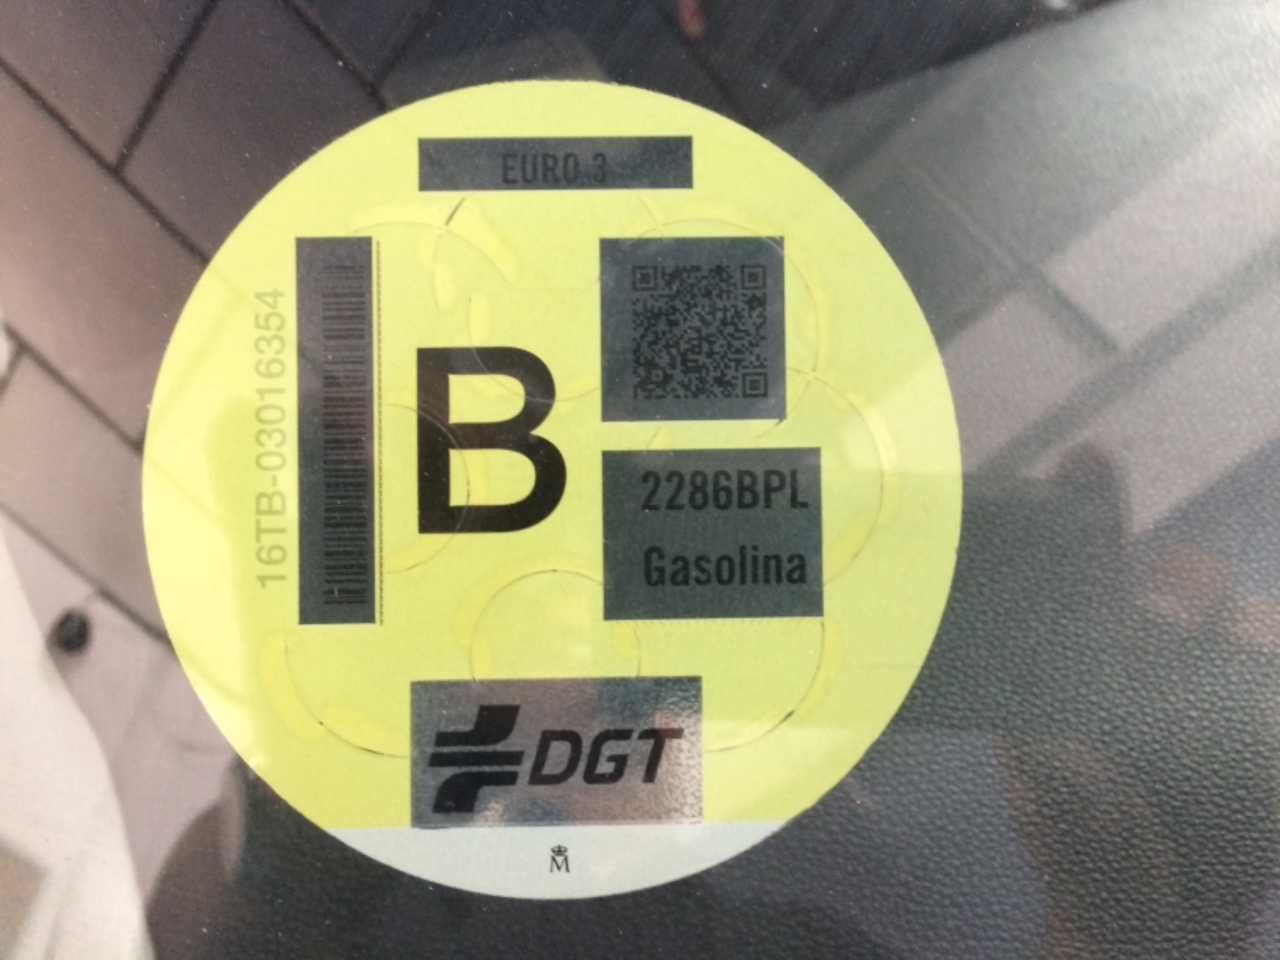 EURO 3
16TB-03016354
B
2286BPL
Gasolina
DGT
M